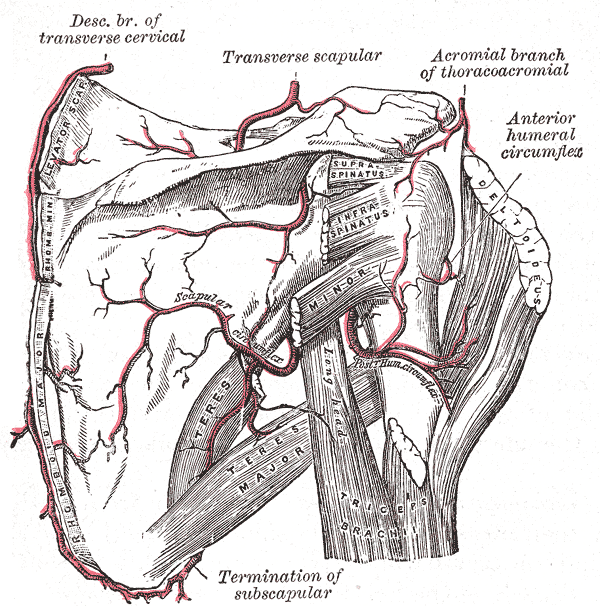 Desc. br. of
transverse cervical
Transverse scapular
Acromial branch
of thoracoacromial
Anterior
humeral
circumflex
LEVATOR SCAP.
SUPRA-
SPINATUS
DELTOIDEUS
RHOMB. MIN.
INFRA
SPINATUS
MINOR
Scapular
circumflex
Post. Hum. circumflex
RHOMBOID MAJOR
TERES
Long head
TERES
MAJOR
TRICEPS
BRACHII
Termination of
subscapular